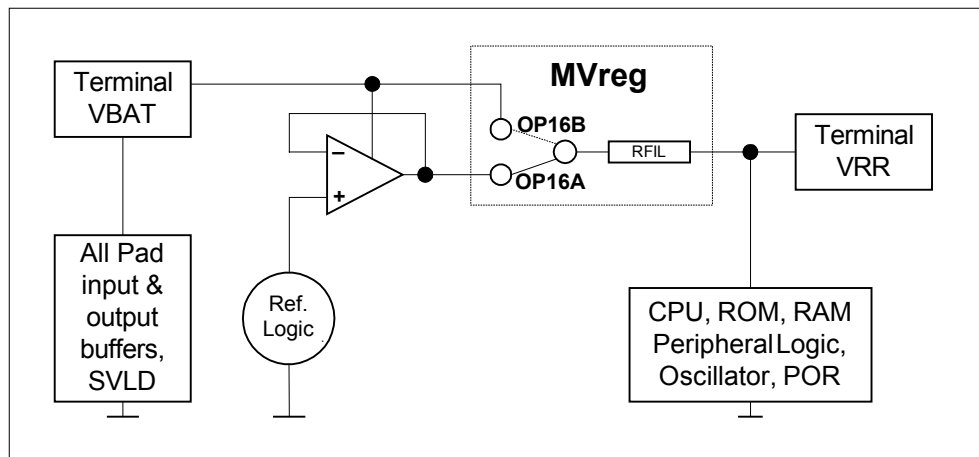 MVreg
Terminal
VBAT
OP16B
−
+
OP16A
RFIL
Terminal
VRR
All Pad
input &
output
buffers,
SVLD
Ref.
Logic
CPU, ROM, RAM
Peripheral Logic,
Oscillator, POR